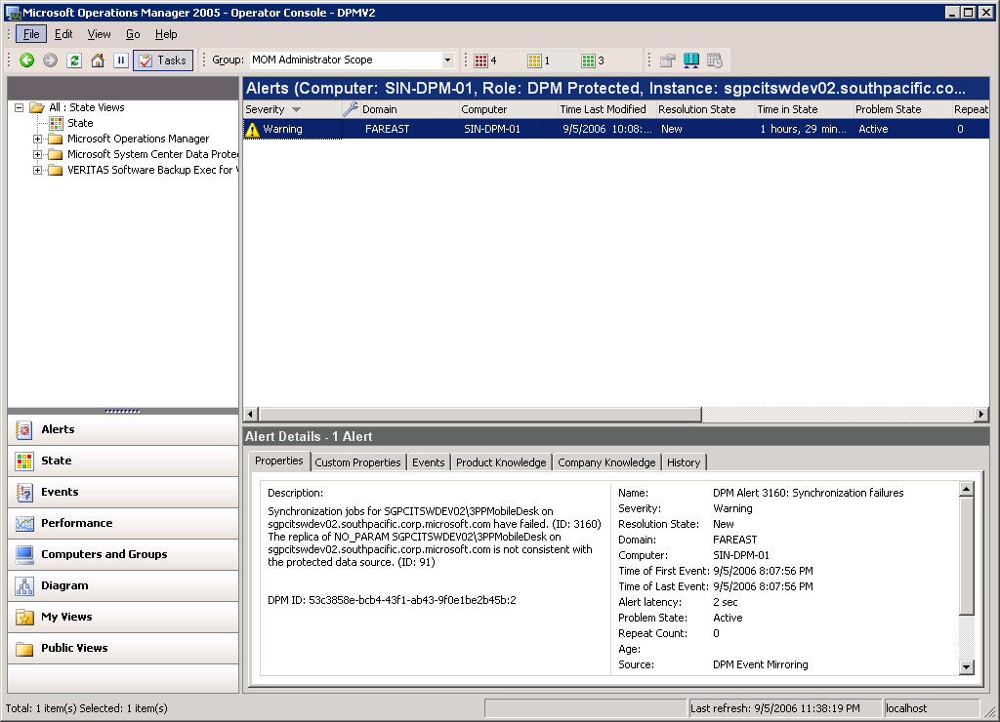 Microsoft Operations Manager 2005 - Operator Console - DPMV2
File Edit View Go Help
Tasks Group: MOM Administrator Scope 4 1 3
All : State Views
State
Microsoft Operations Manager
Microsoft System Center Data Prote
VERITAS Software Backup Exec for
Alerts
State
Events
Performance
Computers and Groups
Diagram
My Views
Public Views
Alerts (Computer: SIN-DPM-01, Role: DPM Protected, Instance: sgpcitswdev02.southpacific.co...
Severity Domain Computer Time Last Modified Resolution State Time in State Problem State Repeat
Warning FAREAST SIN-DPM-01 9/5/2006 10:08:... New 1 hours, 29 min... Active 0
Alert Details - 1 Alert
Properties Custom Properties Events Product Knowledge Company Knowledge History
Description:
Synchronization jobs for SGPCITSWDEV02\3PPMobileDesk on
sgpcitswdev02.southpacific.corp.microsoft.com have failed. (ID: 3160)
The replica of NO_PARAM SGPCITSWDEV02\3PPMobileDesk on
sgpcitswdev02.southpacific.corp.microsoft.com is not consistent with
the protected data source. (ID: 91)
DPM ID: 53c3858e-bcb4-43f1-ab43-9f0e1be2b45b:2
Name: DPM Alert 3160: Synchronization failures
Severity: Warning
Resolution State: New
Domain: FAREAST
Computer: SIN-DPM-01
Time of First Event: 9/5/2006 8:07:56 PM
Time of Last Event: 9/5/2006 8:07:56 PM
Alert latency: 2 sec
Problem State: Active
Repeat Count: 0
Age:
Source: DPM Event Mirroring
Total: 1 item(s) Selected: 1 item(s) Last refresh: 9/5/2006 11:38:19 PM localhost